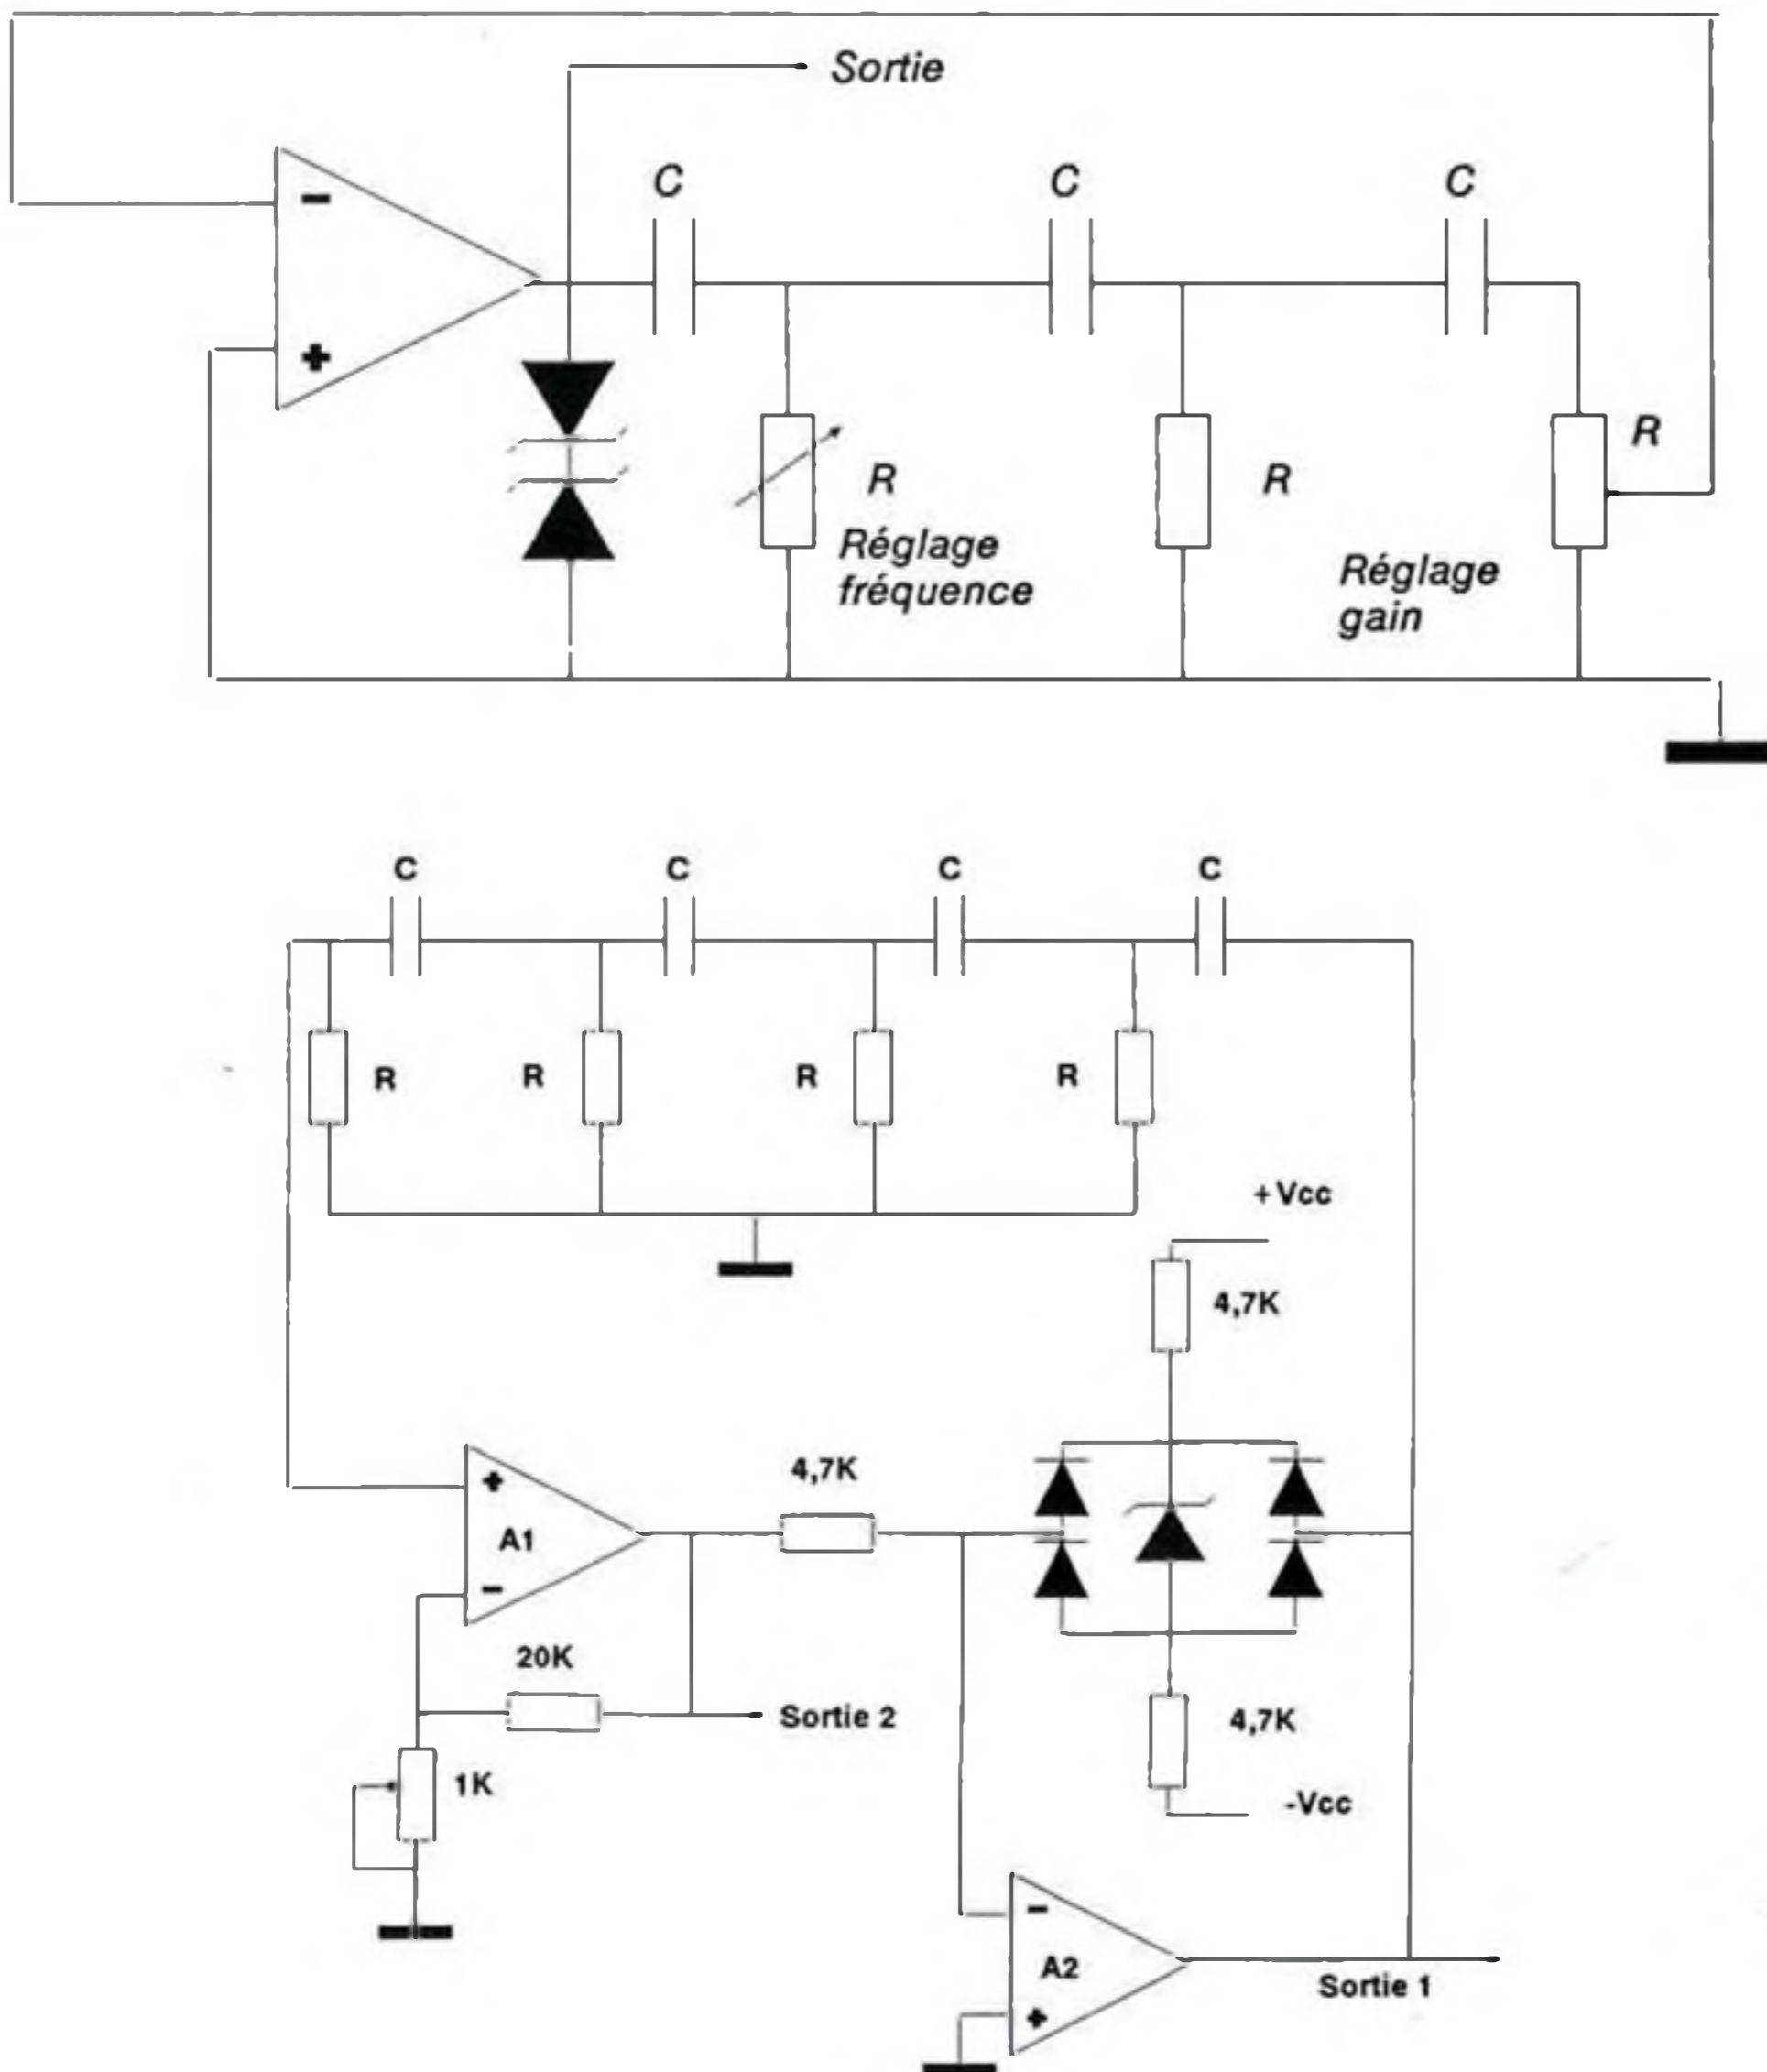 Sortie
C C C
- 
+
R
R
R
Réglage
fréquence
Réglage
gain
C C C C
R R R R
+Vcc
4,7K
4,7K
+
A1
-
20K
Sortie 2
4,7K
1K
-Vcc
-
A2
+
Sortie 1